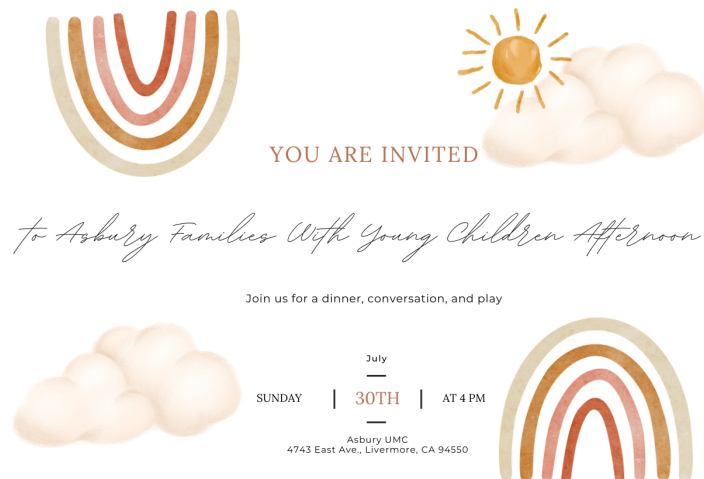 YOU ARE INVITED
to Asbury Families With Young Children Afternoon
Join us for a dinner, conversation, and play
July
SUNDAY | 30TH | AT 4 PM
Asbury UMC
4743 East Ave., Livermore, CA 94550